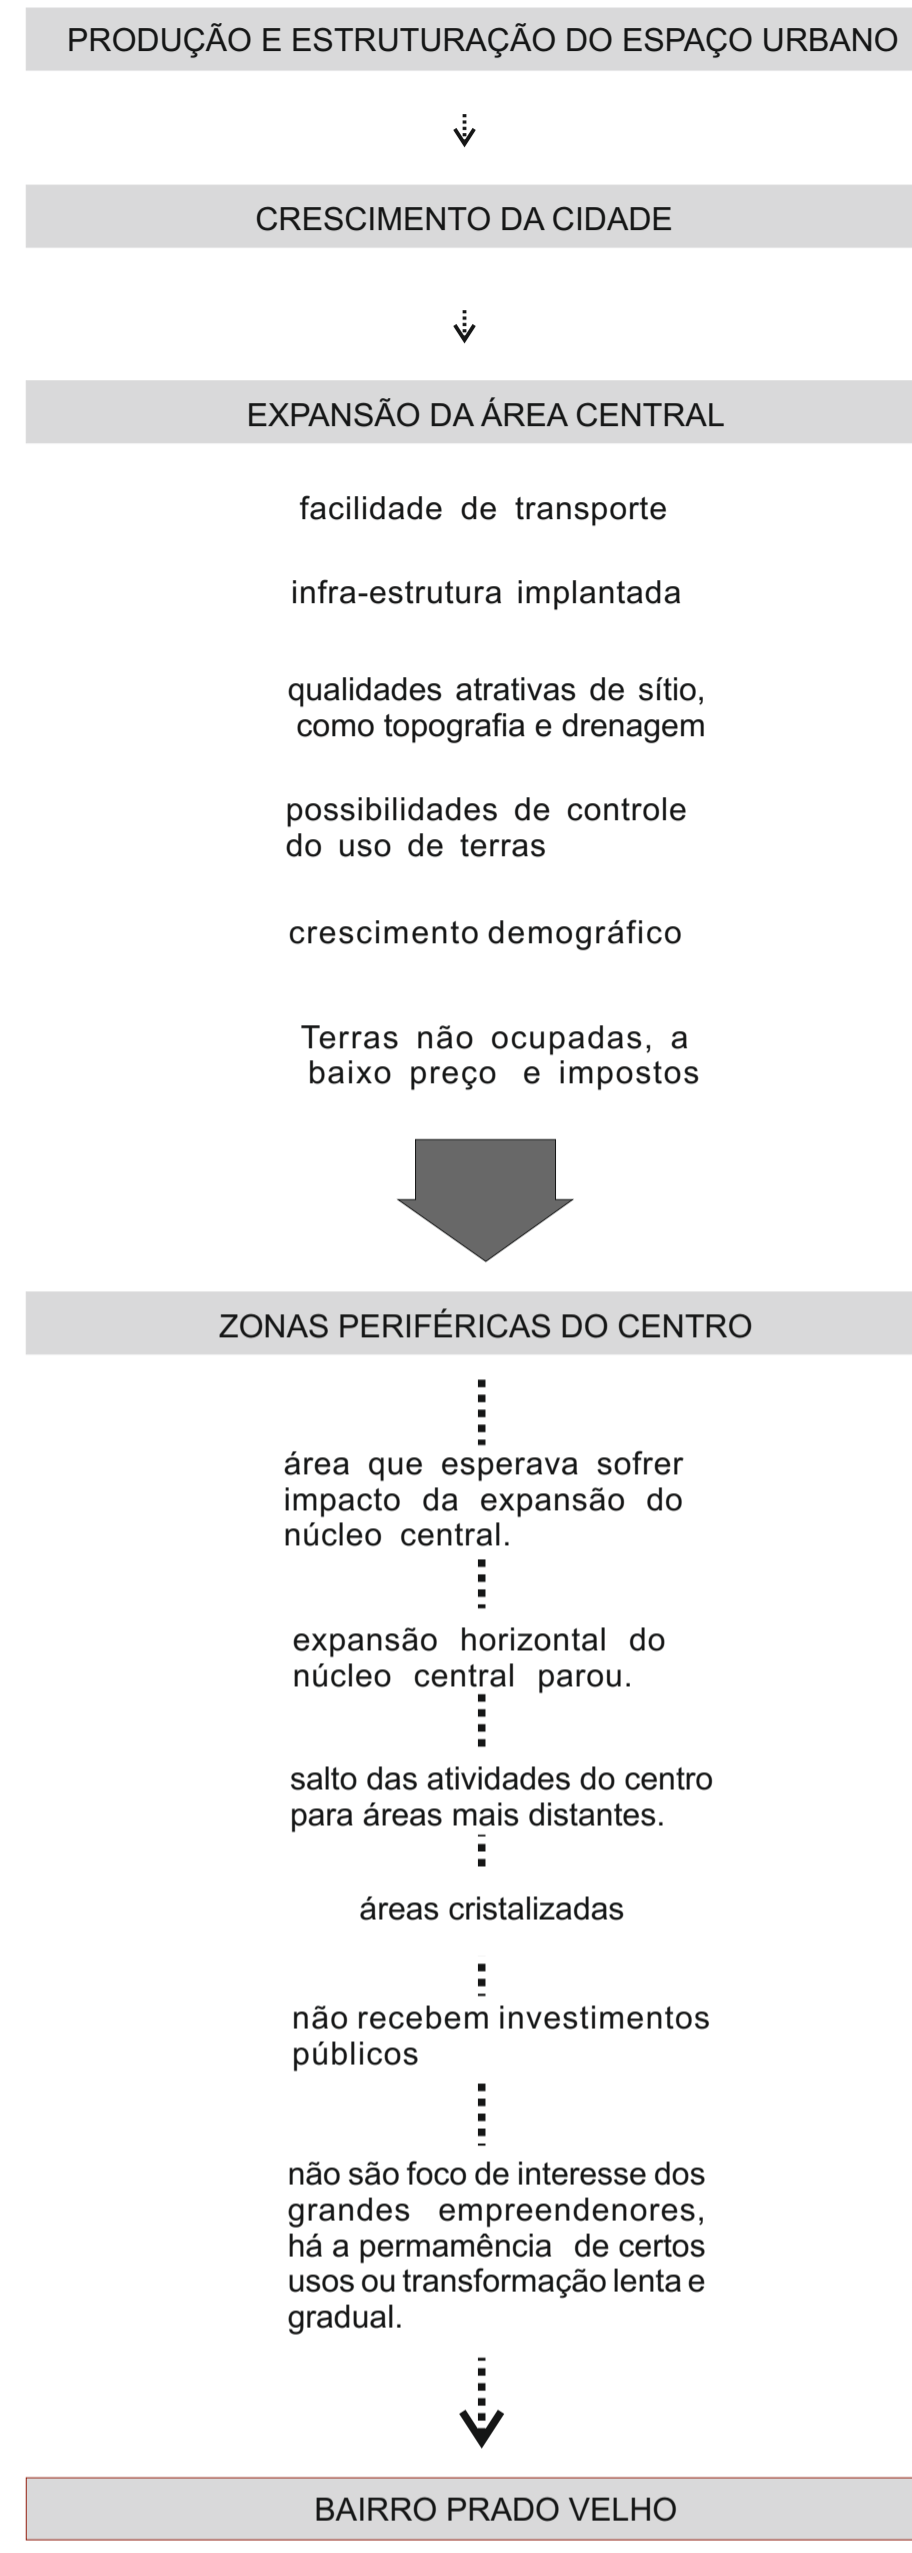 PRODUÇÃO E ESTRUTURAÇÃO DO ESPAÇO URBANO
CRESCIMENTO DA CIDADE
EXPANSÃO DA ÁREA CENTRAL
facilidade de transporte
infra-estrutura implantada
qualidades atrativas de sítio,
como topografia e drenagem
possibilidades de controle
do uso de terras
crescimento demográfico
Terras não ocupadas, a
baixo preço e impostos
ZONAS PERIFÉRICAS DO CENTRO
área que esperava sofrer
impacto da expansão do
núcleo central.
expansão horizontal do
núcleo central parou.
salto das atividades do centro
para áreas mais distantes.
áreas cristalizadas
não recebem investimentos
públicos
não são foco de interesse dos
grandes empreendenores,
há a permamência de certos
usos ou transformação lenta e
gradual.
BAIRRO PRADO VELHO